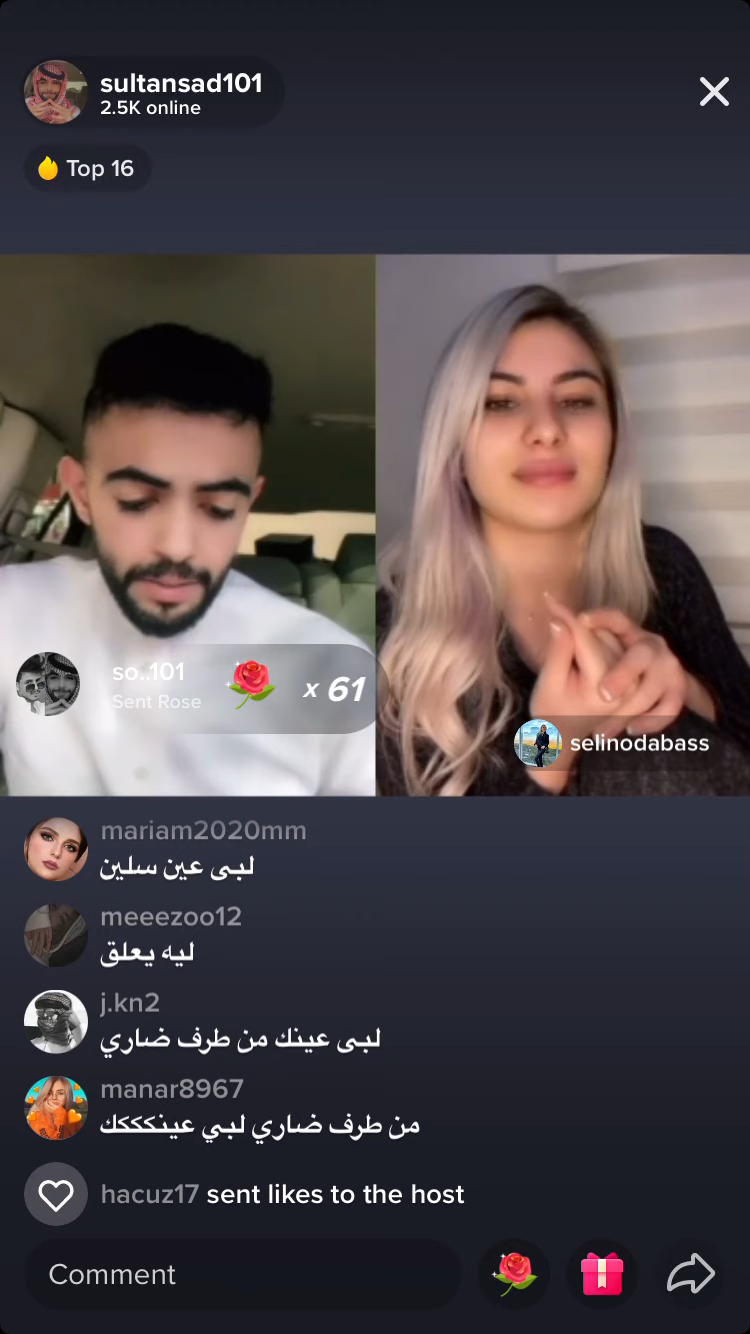 sultansad101
2.5K online
Top 16
so..101
Sent Rose
x 61
selinodabass
mariam2020mm
لبى عين سلين
meeezoo12
ليه يعلق
j.kn2
لبى عينك من طرف ضاري
manar8967
من طرف ضاري لبي عينكككك
hacuz17 sent likes to the host
Comment